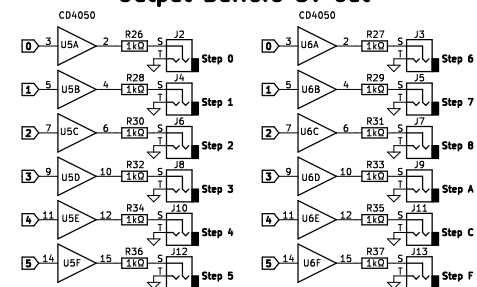 CD4050 CD4050
R26 J2 R27 J3
0 3 U5A 2 1kΩ S T Step 0 0 3 U6A 2 1kΩ S T Step 6
R28 J4 R29 J5
1 5 U5B 4 1kΩ S T Step 1 1 5 U6B 4 1kΩ S T Step 7
R30 J6 R31 J7
2 7 U5C 6 1kΩ S T Step 2 2 7 U6C 6 1kΩ S T Step 8
R32 J8 R33 J9
3 9 U5D 10 1kΩ S T Step 3 3 9 U6D 10 1kΩ S T Step A
R34 J10 R35 J11
4 11 U5E 12 1kΩ S T Step 4 4 11 U6E 12 1kΩ S T Step C
R36 J12 R37 J13
5 14 U5F 15 1kΩ S T Step 5 5 14 U6F 15 1kΩ S T Step F